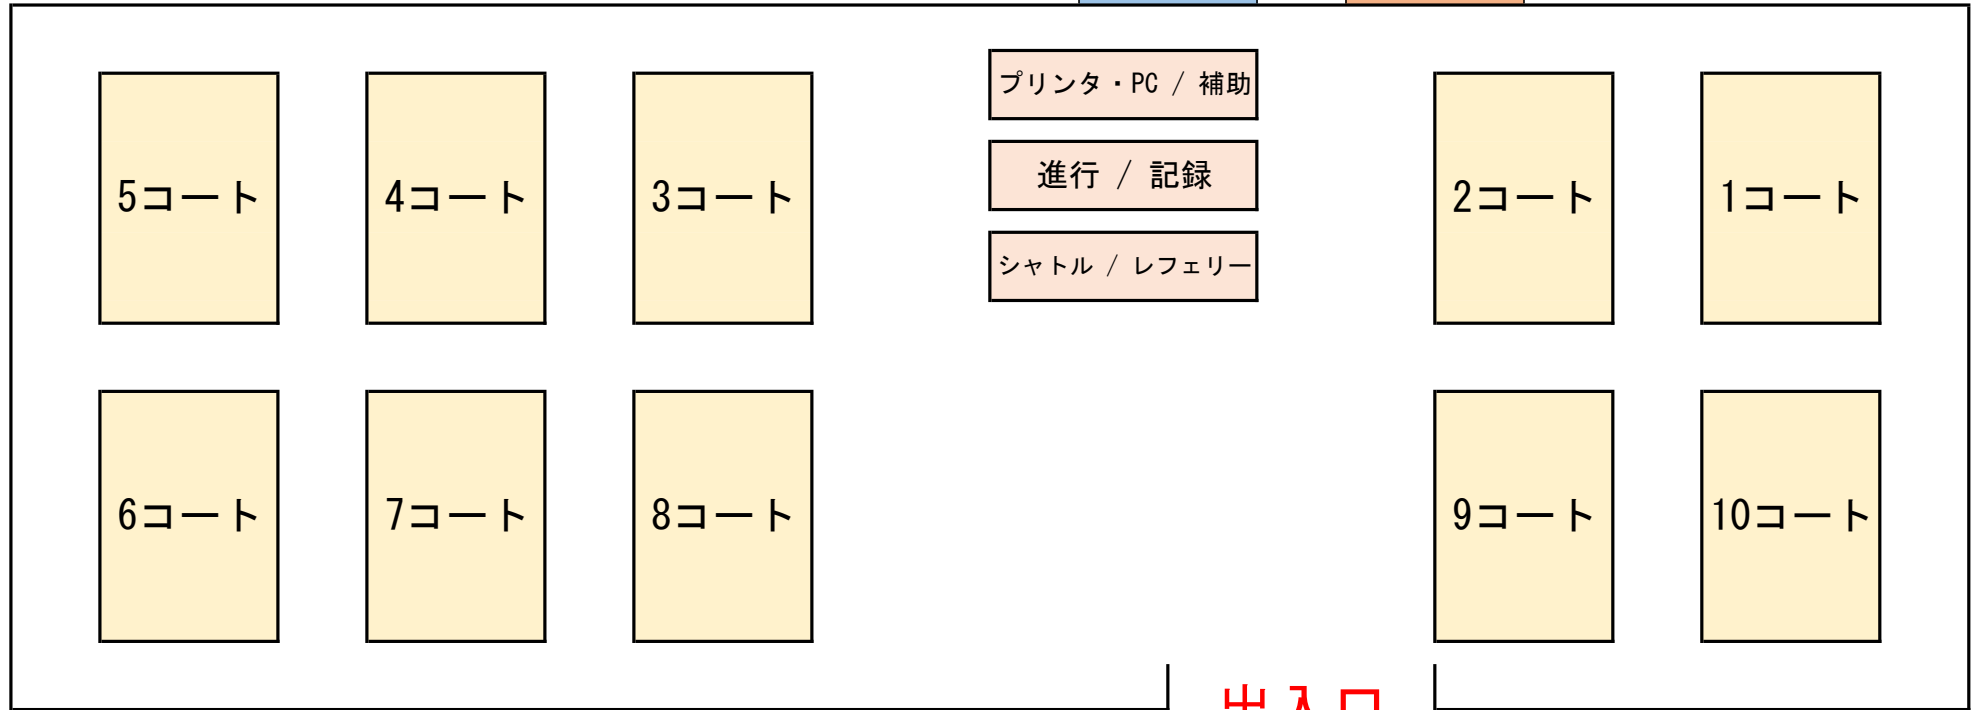 プリンタ・PC / 補助
進行 / 記録
シャトル / レフェリー
5コート
4コート
3コート
2コート
1コート
6コート
7コート
8コート
9コート
10コート
出入口